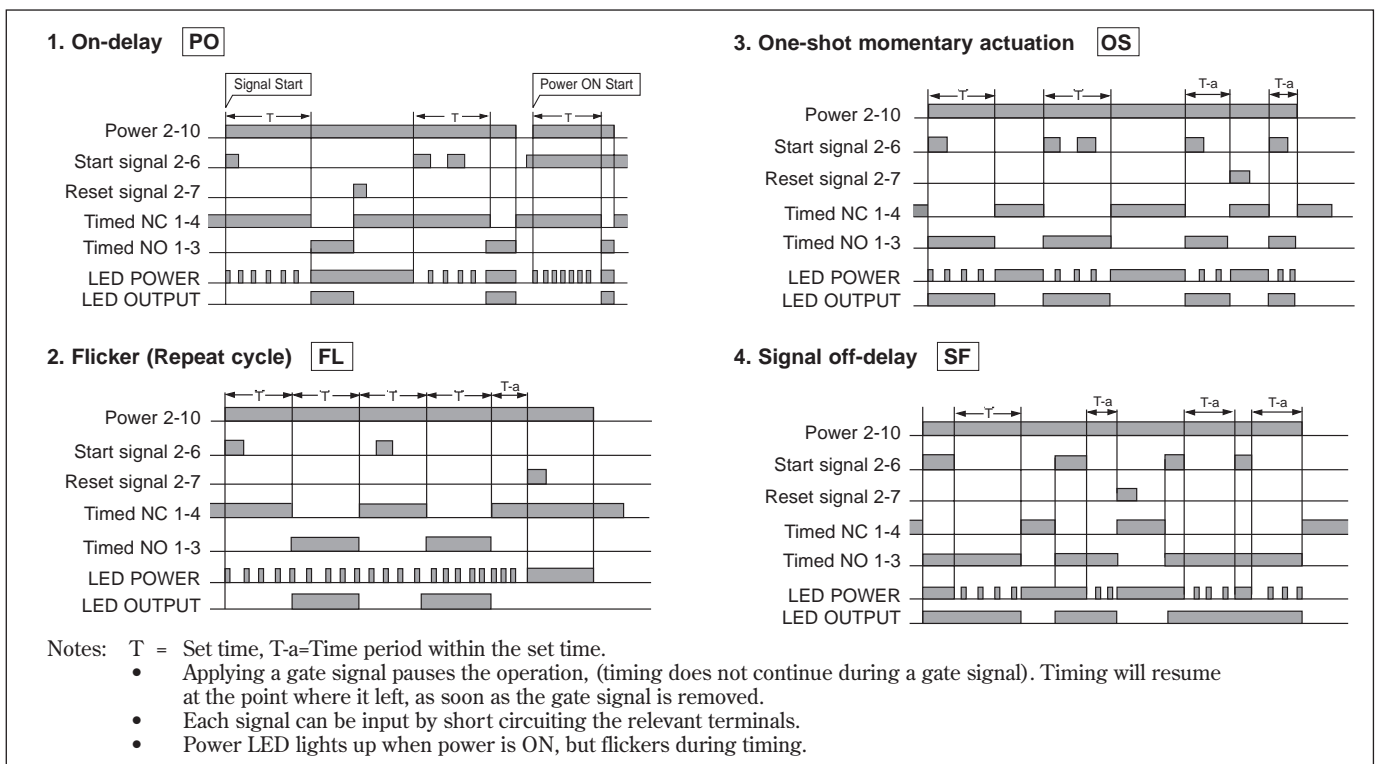 1. On-delay PO
Signal Start
Power ON Start
T T T
Power 2-10
Start signal 2-6
Reset signal 2-7
Timed NC 1-4
Timed NO 1-3
LED POWER
LED OUTPUT
2. Flicker (Repeat cycle) FL
T T T T T-a
Power 2-10
Start signal 2-6
Reset signal 2-7
Timed NC 1-4
Timed NO 1-3
LED POWER
LED OUTPUT
3. One-shot momentary actuation OS
T T T-a T-a
Power 2-10
Start signal 2-6
Reset signal 2-7
Timed NC 1-4
Timed NO 1-3
LED POWER
LED OUTPUT
4. Signal off-delay SF
T T-a T-a T-a
Power 2-10
Start signal 2-6
Reset signal 2-7
Timed NC 1-4
Timed NO 1-3
LED POWER
LED OUTPUT
Notes: T = Set time, T-a=Time period within the set time.
• Applying a gate signal pauses the operation, (timing does not continue during a gate signal). Timing will resume
at the point where it left, as soon as the gate signal is removed.
• Each signal can be input by short circuiting the relevant terminals.
• Power LED lights up when power is ON, but flickers during timing.